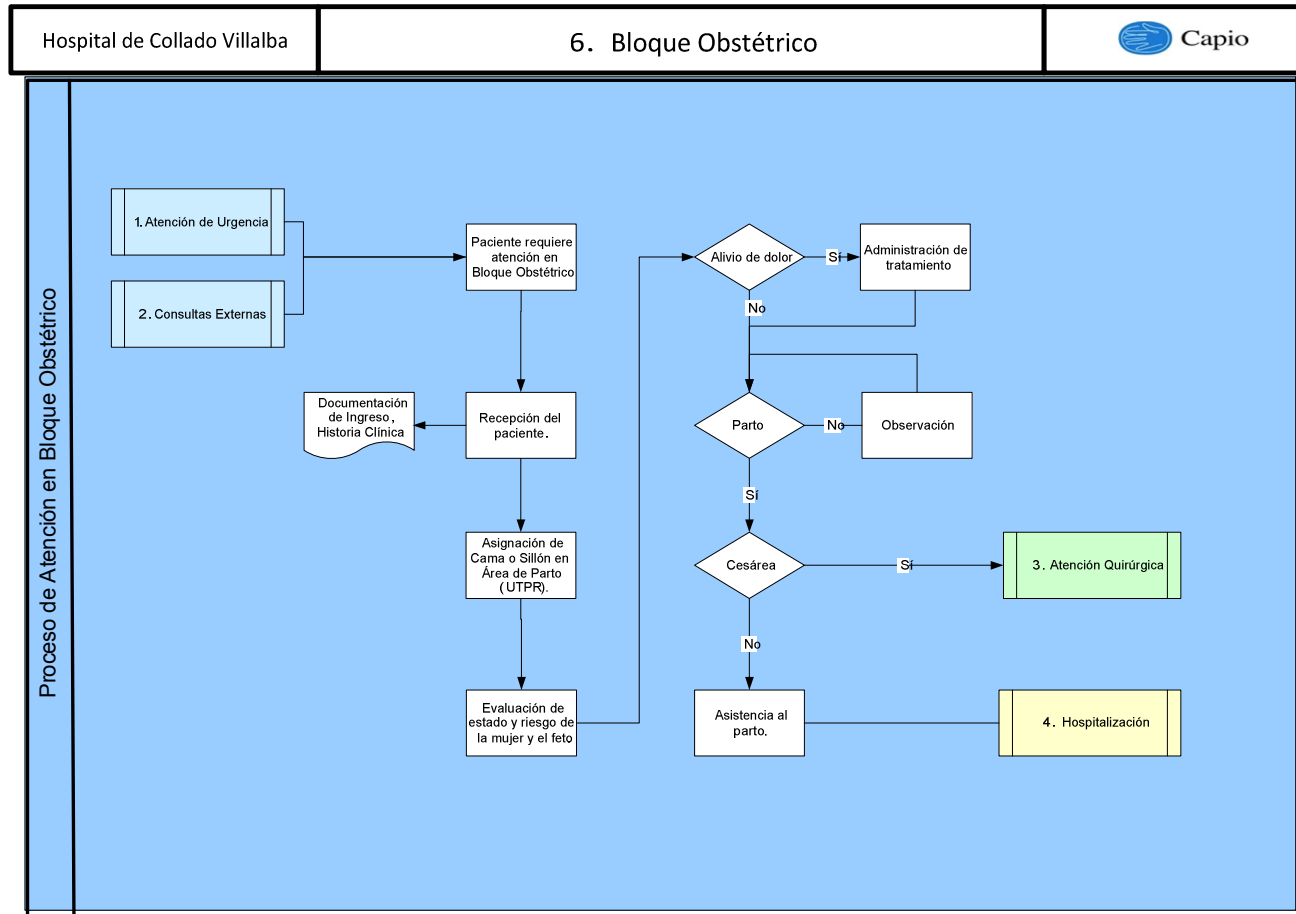 Hospital de Collado Villalba
6. Bloque Obstétrico
Capio
Proceso de Atención en Bloque Obstétrico
1. Atención de Urgencia
2. Consultas Externas
Paciente requiere
atención en
Bloque Obstétrico
Documentación
de Ingreso,
Historia Clínica
Recepción del
paciente.
Asignación de
Cama o Sillón en
Área de Parto
(UTPR).
Evaluación de
estado y riesgo de
la mujer y el feto
Alivio de dolor
Sí
Administración de
tratamiento
No
Parto
No
Observación
Sí
Cesárea
Sí
3. Atención Quirúrgica
No
Asistencia al
parto.
4. Hospitalización